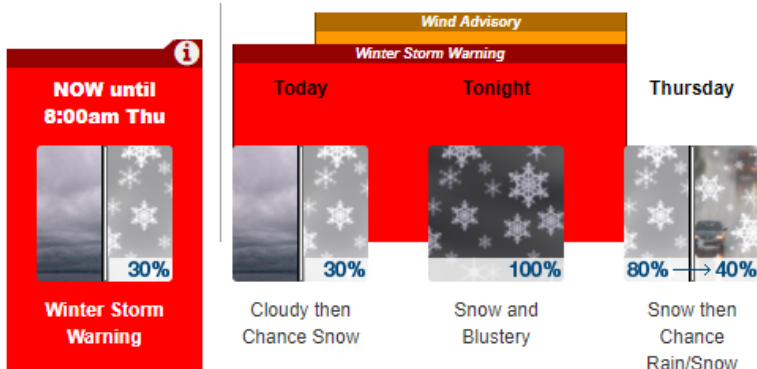 Wind Advisory
Winter Storm Warning
NOW until
8:00am Thu
30%
Winter Storm
Warning
Today
30%
Cloudy then
Chance Snow
Tonight
100%
Snow and
Blustery
Thursday
80% → 40%
Snow then
Chance
Rain/Snow